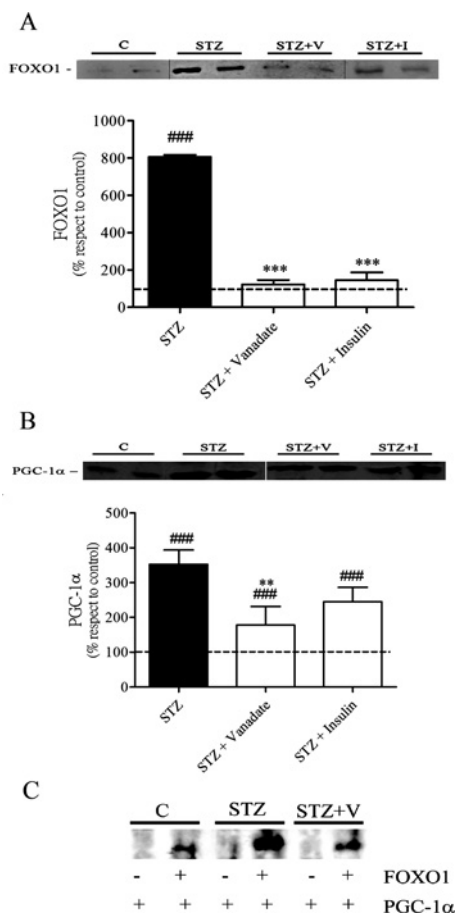 A
C STZ STZ+V STZ+I
FOXO1 -
FOXO1
(% respect to control)
1000
800
600
400
200
0
###
***
***
STZ
STZ + Vanadate
STZ + Insulin
B
C STZ STZ+V STZ+I
PGC-1α –
PGC-1α
(% respect to control)
500
400
300
200
100
0
###
**
###
###
STZ
STZ + Vanadate
STZ + Insulin
C
C STZ STZ+V
- + - + - + FOXO1
+ + + + + + PGC-1α